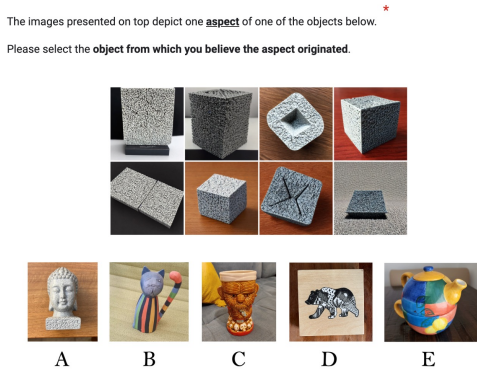 *
The images presented on top depict one aspect of one of the objects below.
Please select the object from which you believe the aspect originated.
A B C D E